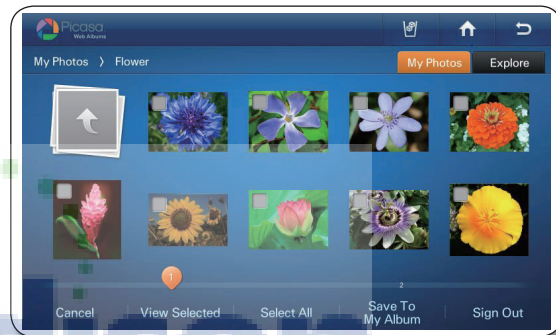 Picasa.
Web Albums
My Photos > Flower
My Photos
Explore
1
2
Cancel
View Selected
Select All
Save To
My Album
Sign Out